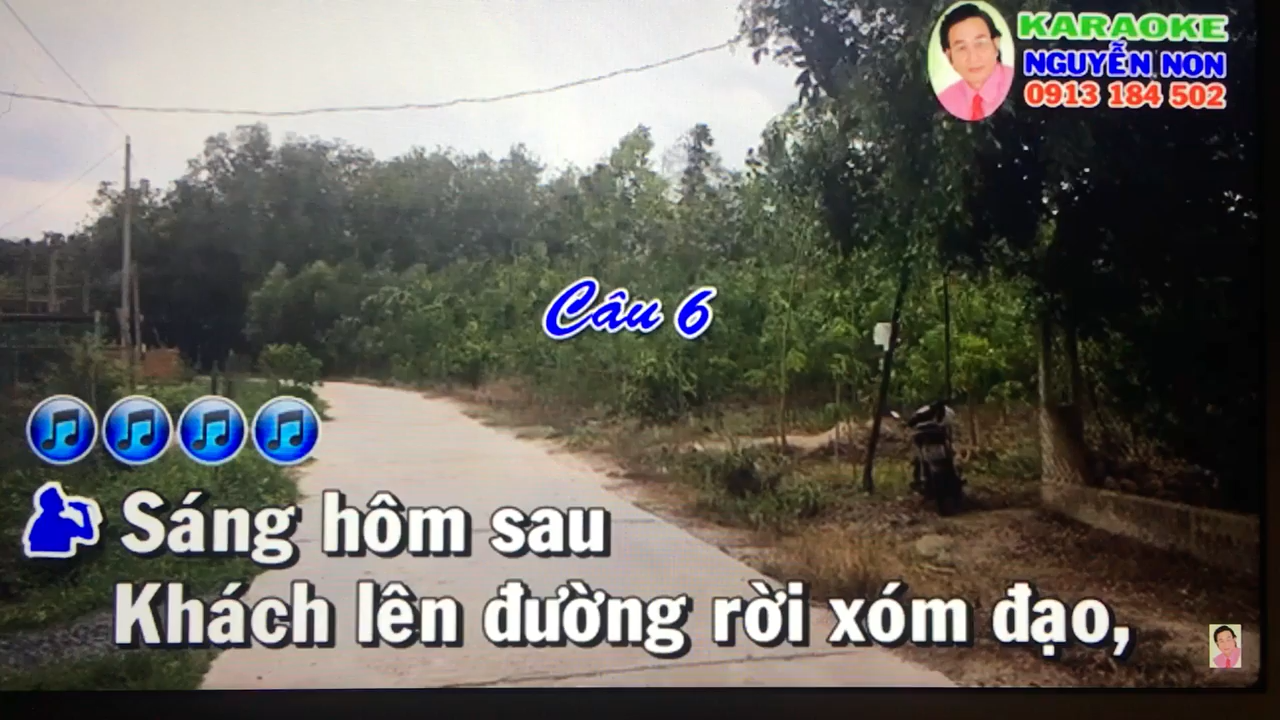 KARAOKE
NGUYỄN NON
0913 184 502
Câu 6
Sáng hôm sau
Khách lên đường rời xóm đạo,